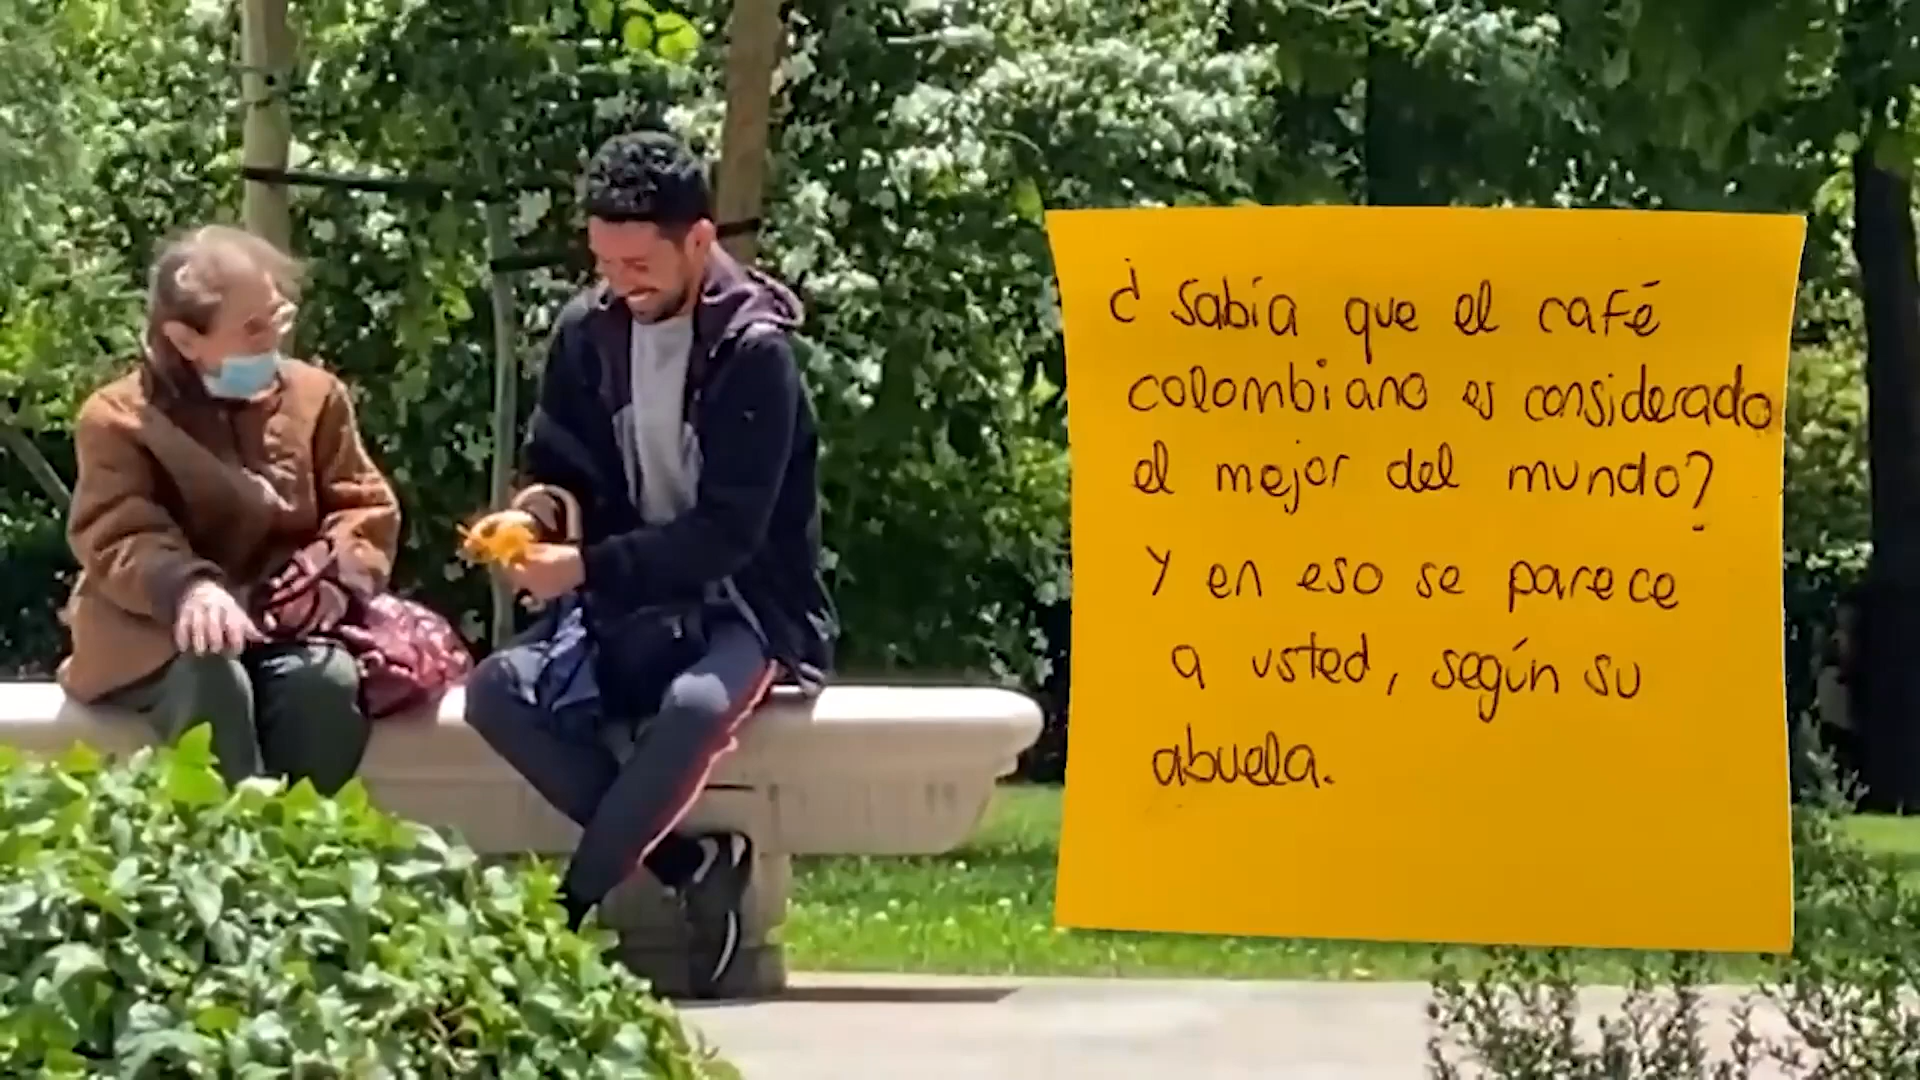 ¿Sabía que el café
colombiano es considerado
el mejor del mundo?
Y en eso se parece
a usted, según su
abuela.